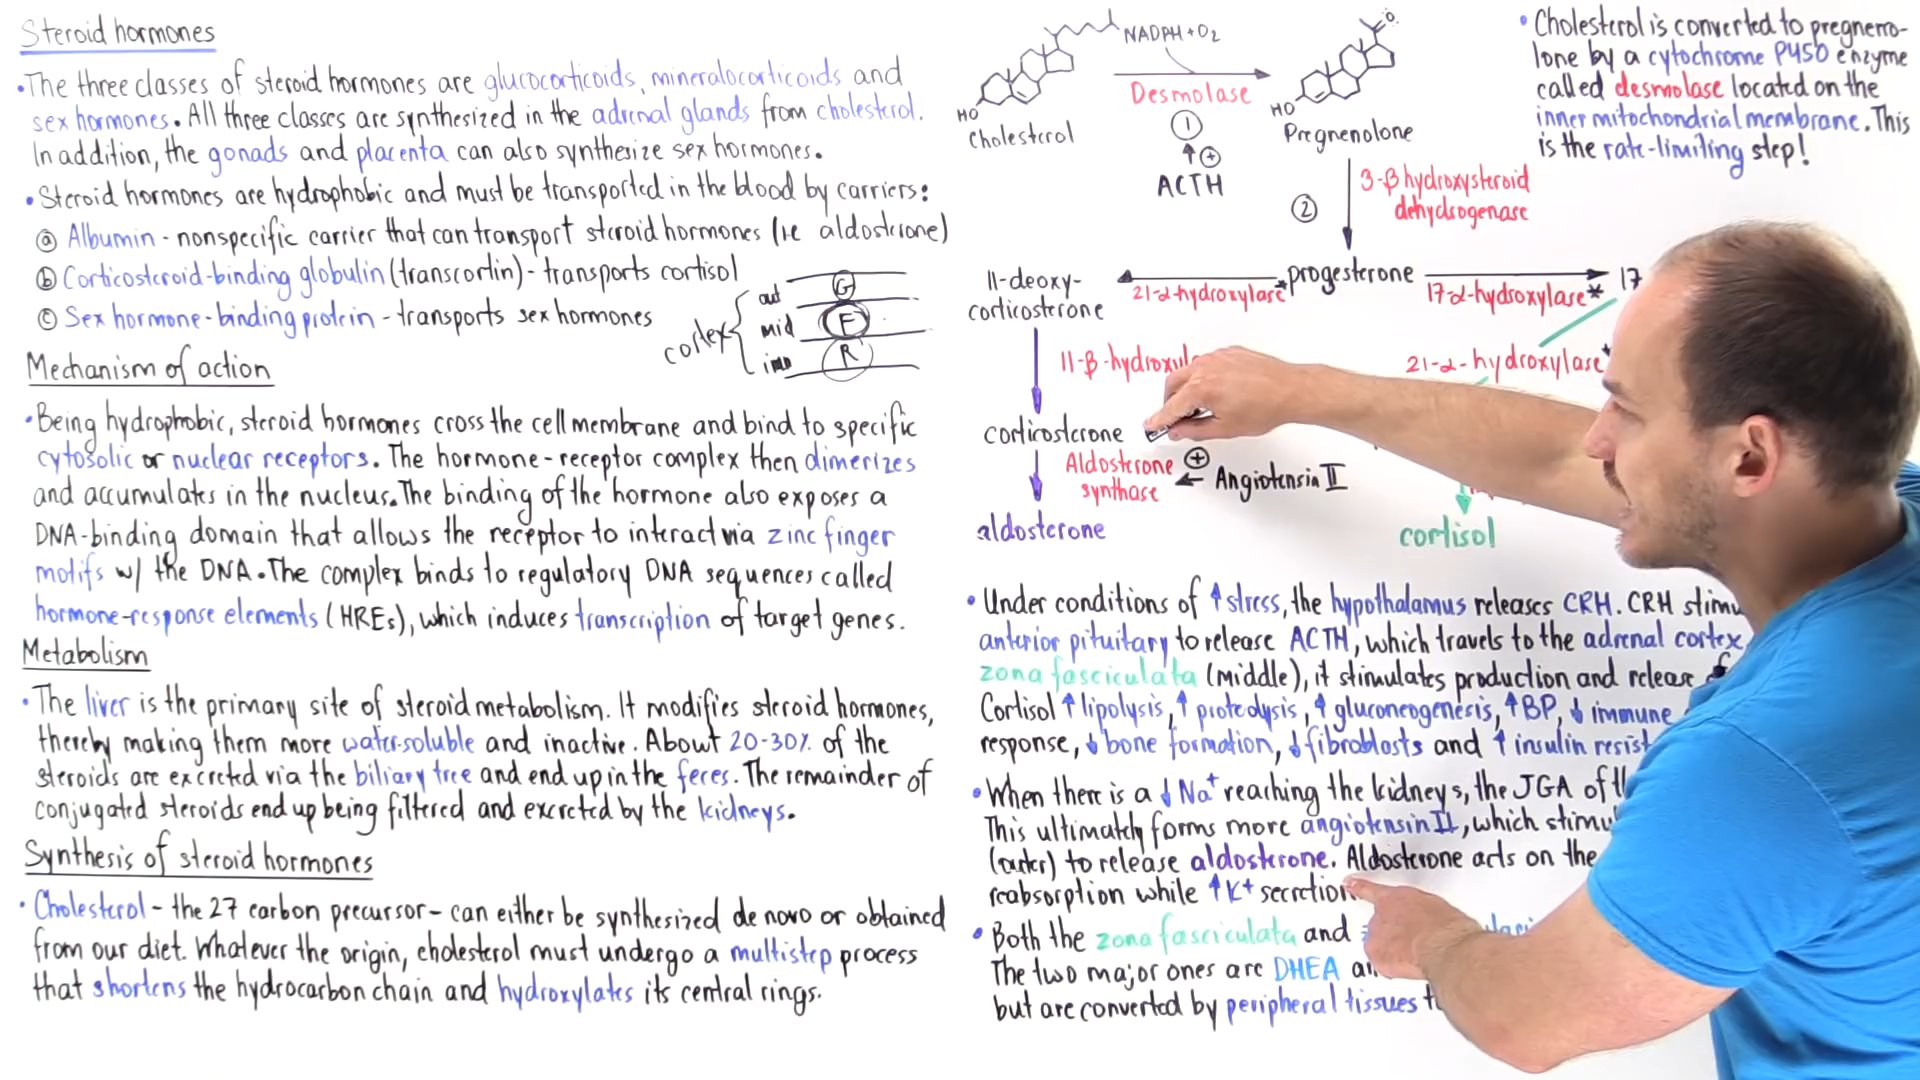 Steroid hormones
• The three classes of steroid hormones are glucocorticoids, mineralocorticoids and
sex hormones. All three classes are synthesized in the adrenal glands from cholesterol.
In addition, the gonads and placenta can also synthesize sex hormones.
• Steroid hormones are hydrophobic and must be transported in the blood by carriers:
ⓐ Albumin - nonspecific carrier that can transport steroid hormones (ie aldosterone)
ⓑ Corticosteroid-binding globulin (transcortin) - transports cortisol
ⓒ Sex hormone-binding protein - transports sex hormones
cortex
out G
mid F
R
Mechanism of action
• Being hydrophobic, steroid hormones cross the cell membrane and bind to specific
cytosolic or nuclear receptors. The hormone-receptor complex then dimerizes
and accumulates in the nucleus. The binding of the hormone also exposes a
DNA-binding domain that allows the receptor to interact via zinc finger
motifs w/ the DNA. The complex binds to regulatory DNA sequences called
hormone-response elements (HREs), which induces transcription of target genes.
Metabolism
• The liver is the primary site of steroid metabolism. It modifies steroid hormones,
thereby making them more water-soluble and inactive. About 20-30% of the
steroids are excreted via the biliary tree and end up in the feces. The remainder of
conjugated steroids end up being filtered and excreted by the kidneys.
Synthesis of steroid hormones
• Cholesterol - the 27 carbon precursor - can either be synthesized de novo or obtained
from our diet. Whatever the origin, cholesterol must undergo a multistep process
that shortens the hydrocarbon chain and hydroxylates its central rings.
HO
Cholesterol
NADPH + O2
Desmolase
①
↑ ⊕
ACTH
O
HO
Pregnenolone
• Cholesterol is converted to pregneno-
lone by a cytochrome P450 enzyme
called desmolase located on the
inner mitochondrial membrane. This
is the rate-limiting step!
②
3-β hydroxysteroid
dehydrogenase
11-deoxy-
corticosterone
21-α-hydroxylase*
progesterone
17-α-hydroxylase*
17
11-β-hydroxyl
21-α-hydroxylase*
corticosterone
Aldosterone
synthase
⊕
← Angiotensin II
aldosterone
cortisol
• Under conditions of ↑ stress, the hypothalamus releases CRH. CRH stimu
anterior pituitary to release ACTH, which travels to the adrenal cortex
zona fasciculata (middle), it stimulates production and release
Cortisol ↑ lipolysis, ↑ proteolysis, ↑ gluconeogenesis, ↑ BP, ↓ immune
response, ↓ bone formation, ↓ fibroblasts and ↑ insulin resist
• When there is a ↓ Na+ reaching the kidneys, the JGA of t
This ultimately forms more angiotensin II, which stimu
(outer) to release aldosterone. Aldosterone acts on the
reabsorption while ↑ K+ secretion
• Both the zona fasciculata and
The two major ones are DHEA a
but are converted by peripheral tissues t